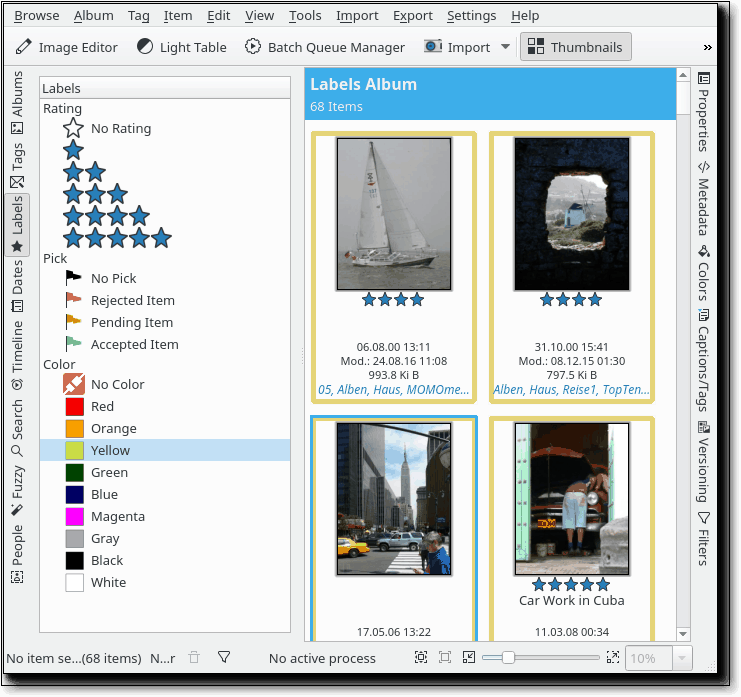 Browse Album Tag Item Edit View Tools Import Export Settings Help
Image Editor Light Table Batch Queue Manager Import Thumbnails »
Albums
Tags
Labels
Dates
Timeline
Search
Fuzzy
People
Labels
Rating
No Rating
Pick
No Pick
Rejected Item
Pending Item
Accepted Item
Color
No Color
Red
Orange
Yellow
Green
Blue
Magenta
Gray
Black
White
Labels Album
68 Items
06.08.00 13:11
Mod.: 24.08.16 11:08
993.8 Ki B
05, Alben, Haus, MOMOme...
31.10.00 15:41
Mod.: 08.12.15 01:30
797.5 Ki B
Alben, Haus, Reise1, TopTen...
17.05.06 13:22
Car Work in Cuba
11.03.08 00:34
Properties
Metadata
Colors
Captions/Tags
Versioning
Filters
No item se...(68 items) N...r No active process 10%